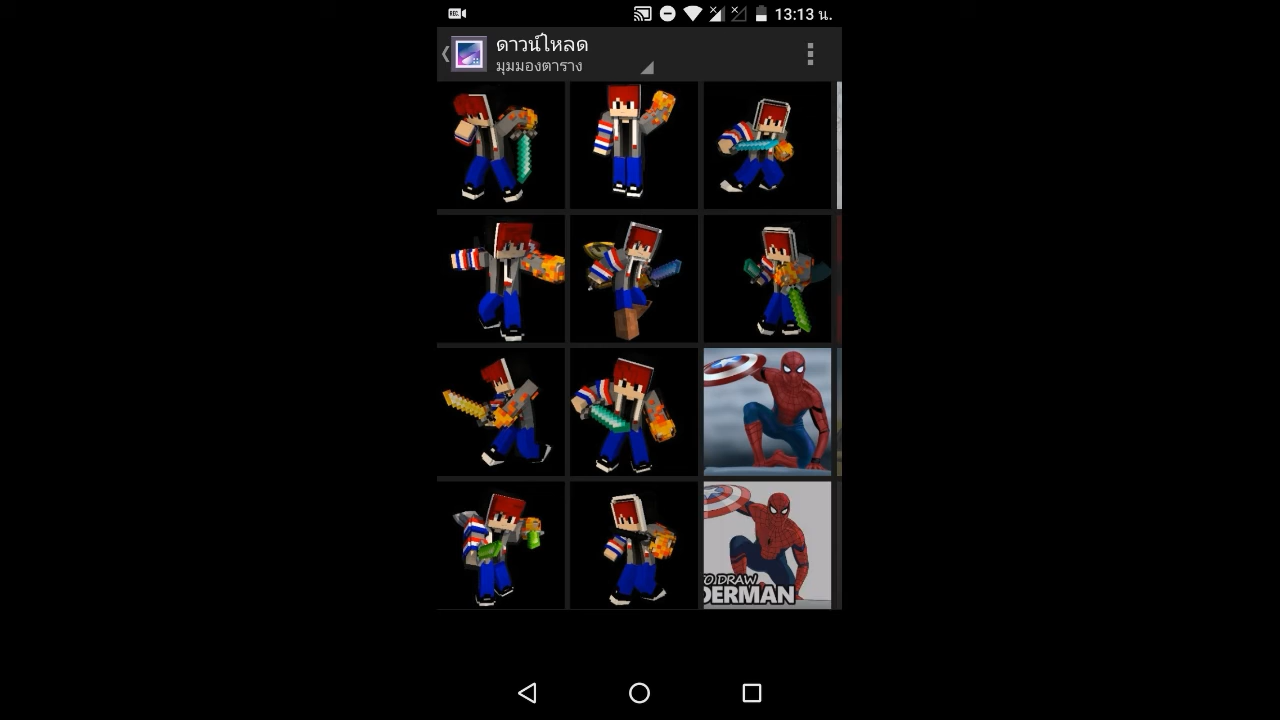 REC
13:13 น.
ดาวน์โหลด
มุมมองตาราง
O DRAW
DERMAN